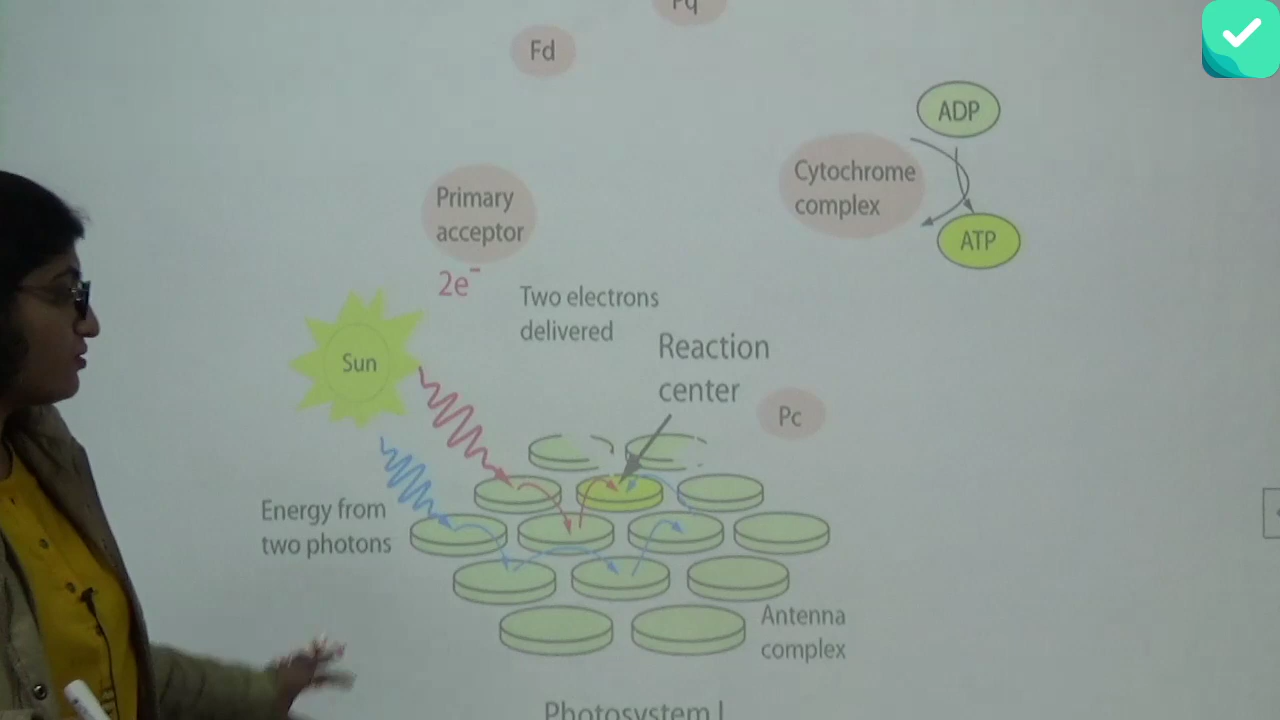 Pq
Fd
ADP
Cytochrome
complex
ATP
Primary
acceptor
2e⁻
Two electrons
delivered
Reaction
center
Sun
Pc
Energy from
two photons
Antenna
complex
Photosystem I